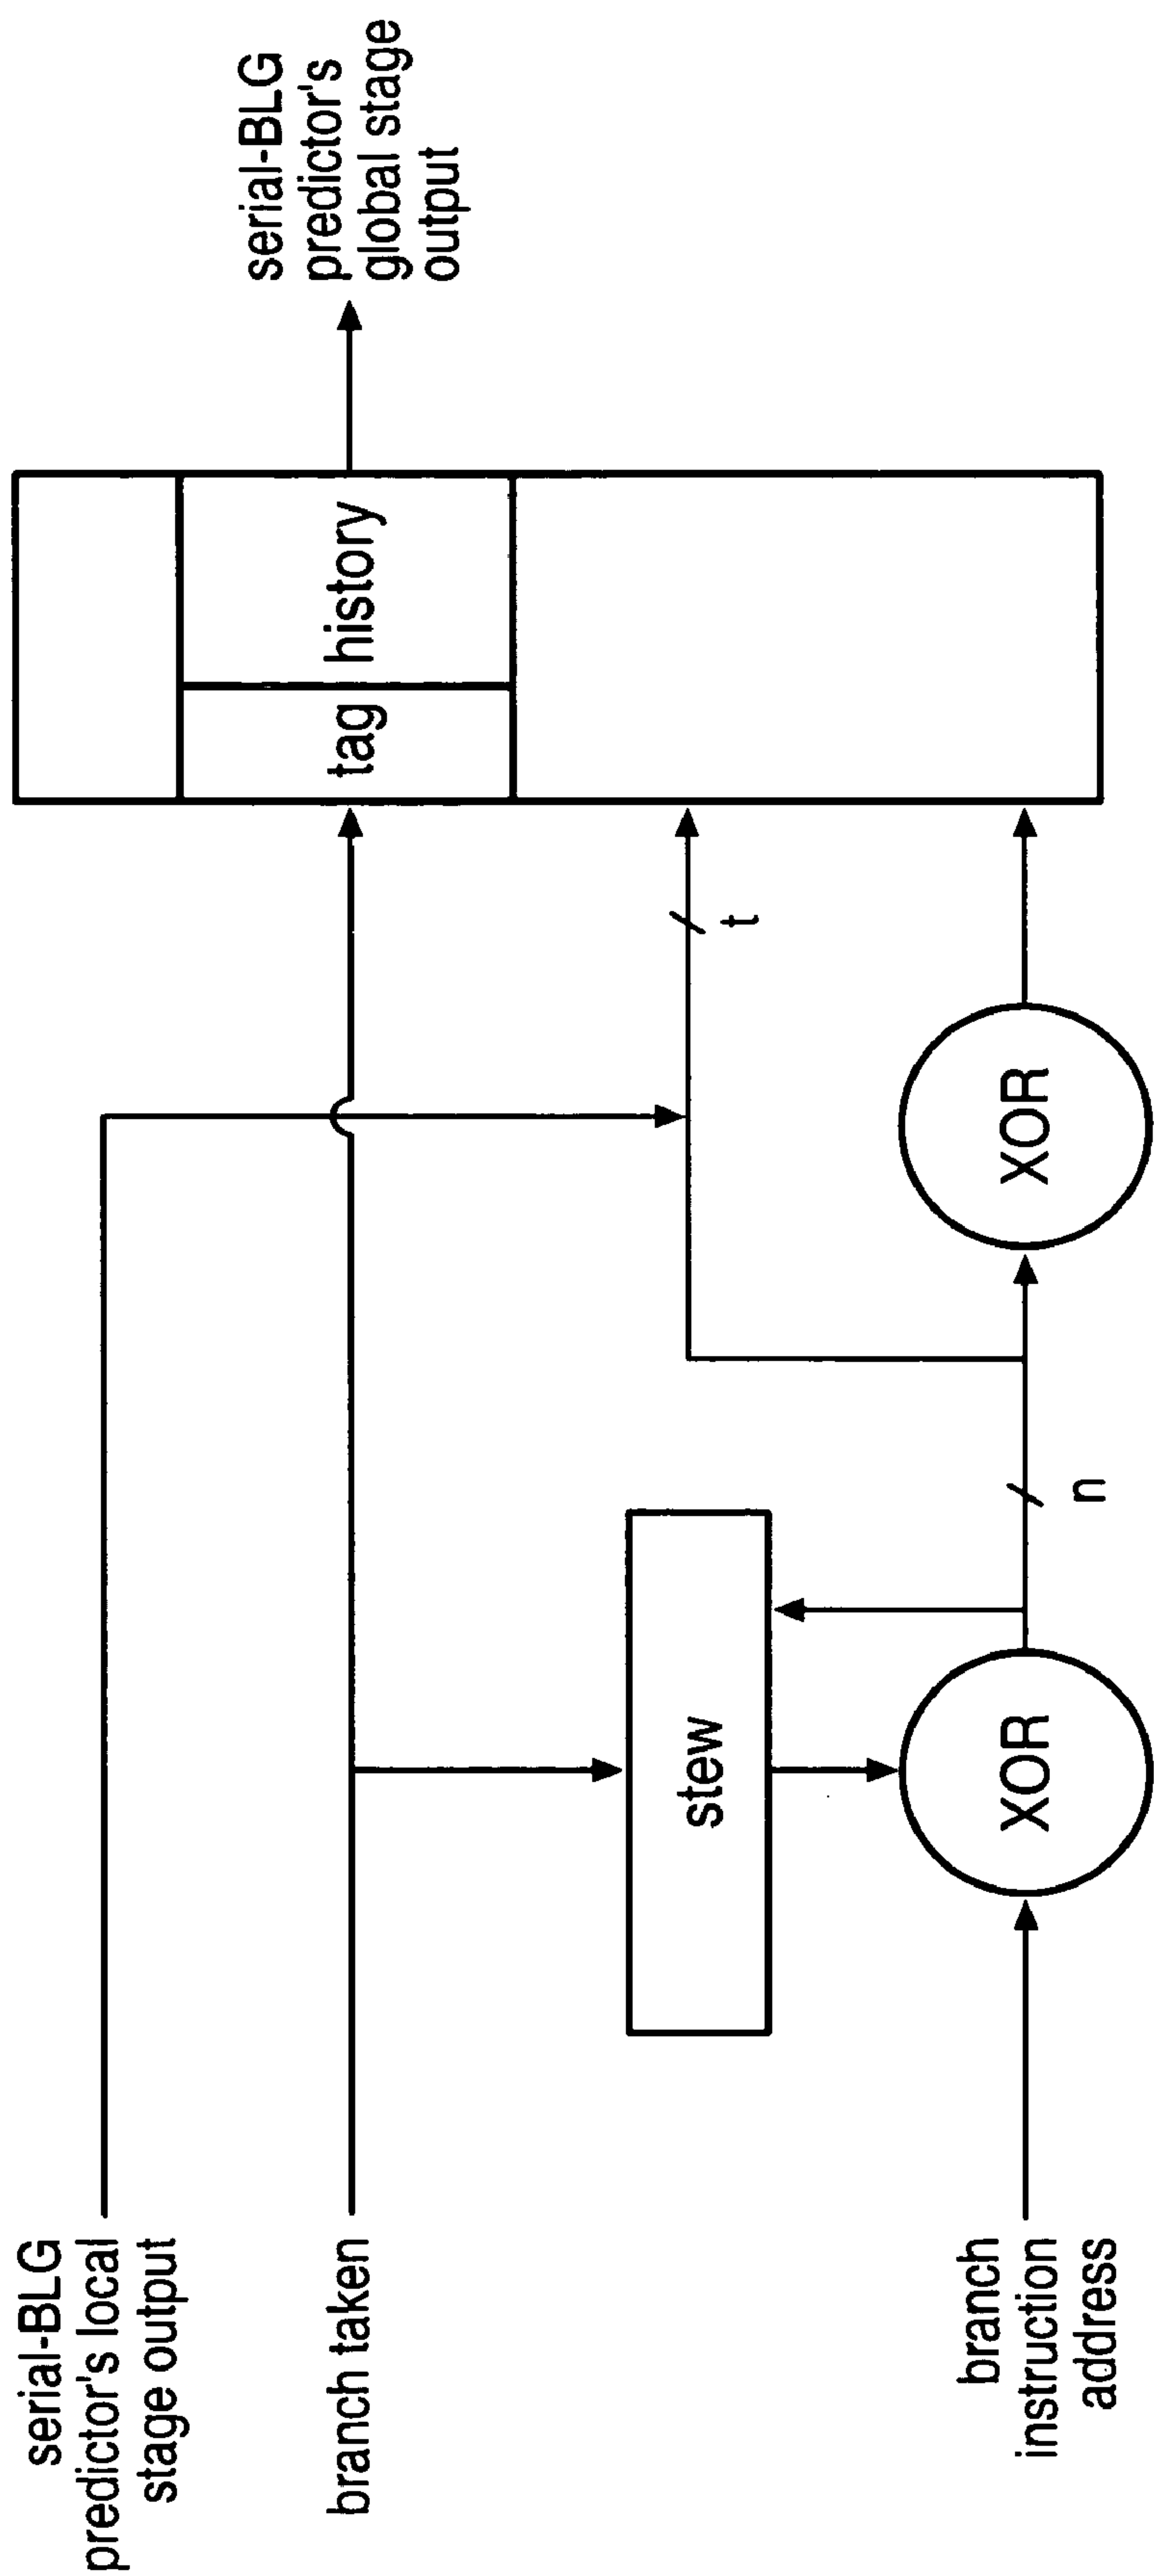 serial-BLG
predictor's local
stage output
branch taken
branch
instruction
address
stew
XOR
n
XOR
t
tag
history
serial-BLG
predictor's
global stage
output